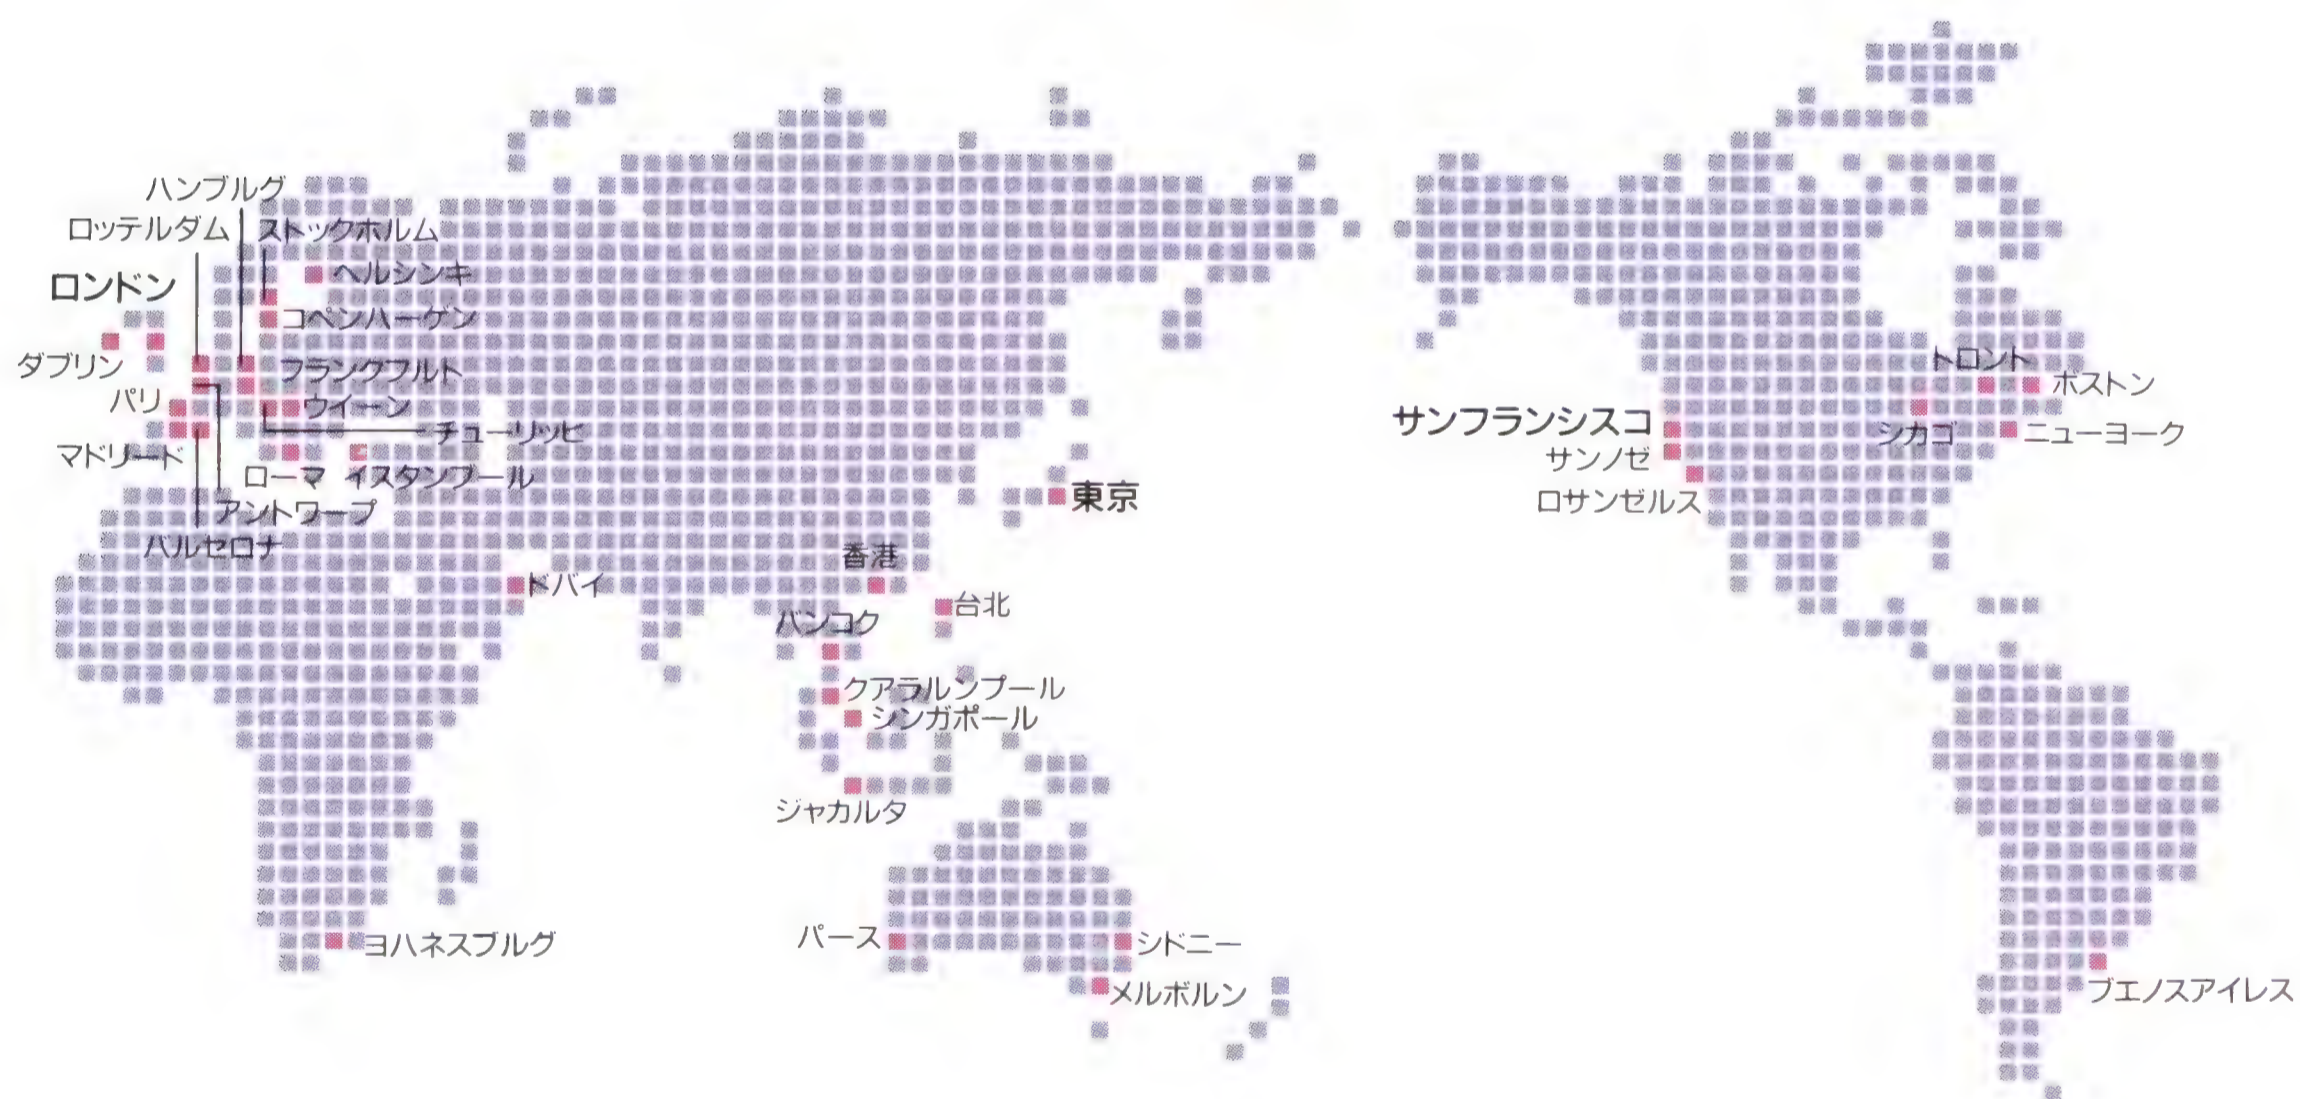 ハンブルグ
ロッテルダム
ストックホルム
ロンドン
ヘルシンキ
コペンハーゲン
ダブリン
フランクフルト
パリ
ウイーン
チューリッヒ
マドリード
ローマ
イスタンブール
アントワープ
バルセロナ
ドバイ
ヨハネスブルグ
東京
香港
台北
バンコク
クアラルンプール
シンガポール
ジャカルタ
パース
シドニー
メルボルン
トロント
ボストン
サンフランシスコ
シカゴ
ニューヨーク
サンノゼ
ロサンゼルス
ブエノスアイレス